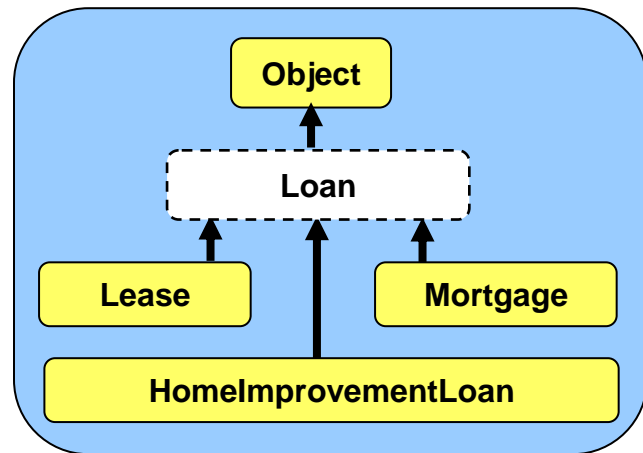 Object
Loan
Lease
Mortgage
HomeImprovementLoan